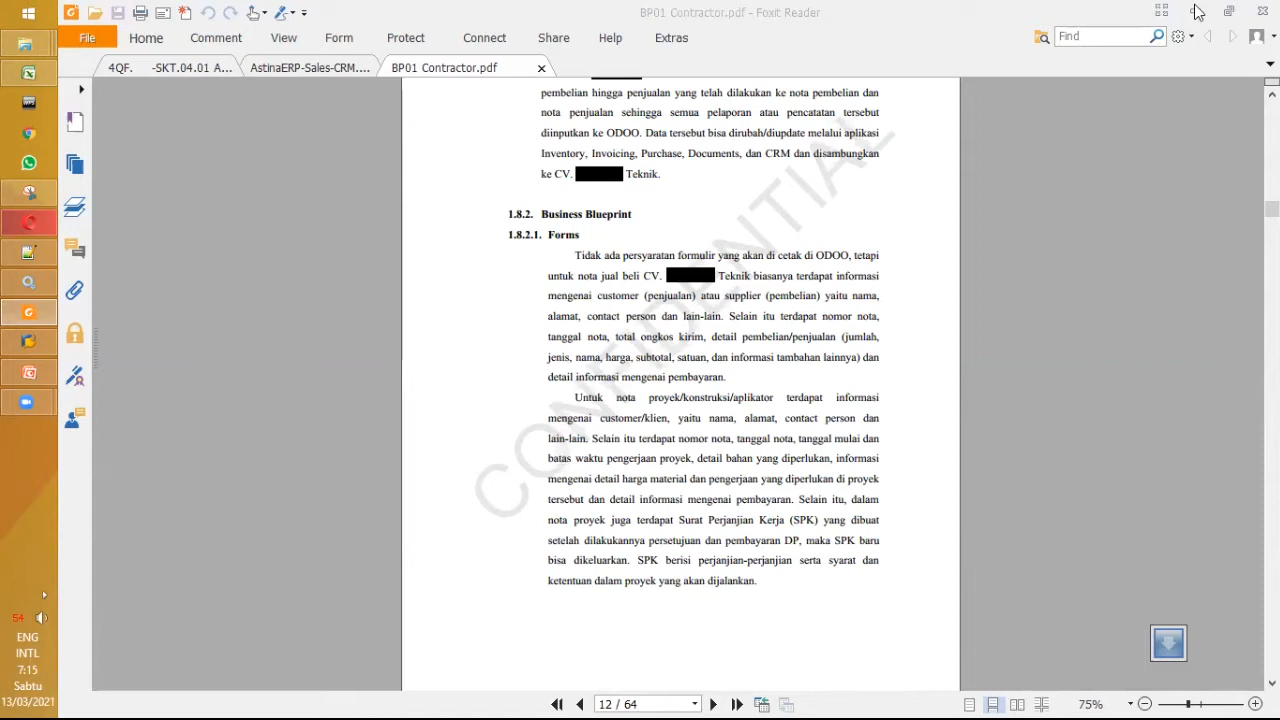 BP01 Contractor.pdf - Foxit Reader
File Home Comment View Form Protect Connect Share Help Extras
Find
4QF. -SKT.04.01 A... AstinaERP-Sales-CRM.... BP01 Contractor.pdf
pembelian hingga penjualan yang telah dilakukan ke nota pembelian dan
nota penjualan sehingga semua pelaporan atau pencatatan tersebut
diinputkan ke ODOO. Data tersebut bisa dirubah/diupdate melalui aplikasi
Inventory, Invoicing, Purchase, Documents, dan CRM dan disambungkan
ke CV. Teknik.
1.8.2. Business Blueprint
1.8.2.1. Forms
Tidak ada persyaratan formulir yang akan di cetak di ODOO, tetapi
untuk nota jual beli CV. Teknik biasanya terdapat informasi
mengenai customer (penjualan) atau supplier (pembelian) yaitu nama,
alamat, contact person dan lain-lain. Selain itu terdapat nomor nota,
tanggal nota, total ongkos kirim, detail pembelian/penjualan (jumlah,
jenis, nama, harga, subtotal, satuan, dan informasi tambahan lainnya) dan
detail informasi mengenai pembayaran.
Untuk nota proyek/konstruksi/aplikator terdapat informasi
mengenai customer/klien, yaitu nama, alamat, contact person dan
lain-lain. Selain itu terdapat nomor nota, tanggal nota, tanggal mulai dan
batas waktu pengerjaan proyek, detail bahan yang diperlukan, informasi
mengenai detail harga material dan pengerjaan yang diperlukan di proyek
tersebut dan detail informasi mengenai pembayaran. Selain itu, dalam
nota proyek juga terdapat Surat Perjanjian Kerja (SPK) yang dibuat
setelah dilakukannya persetujuan dan pembayaran DP, maka SPK baru
bisa dikeluarkan. SPK berisi perjanjian-perjanjian serta syarat dan
ketentuan dalam proyek yang akan dijalankan.
CONFIDENTIAL
54
ENG
INTL
7:15
Sabtu
13/03/2021
12 / 64
75%